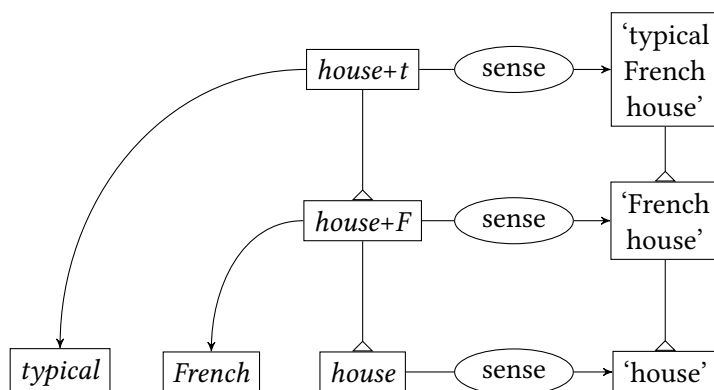 house+t
sense
‘typical
French
house’
house+F
sense
‘French
house’
typical
French
house
sense
‘house’